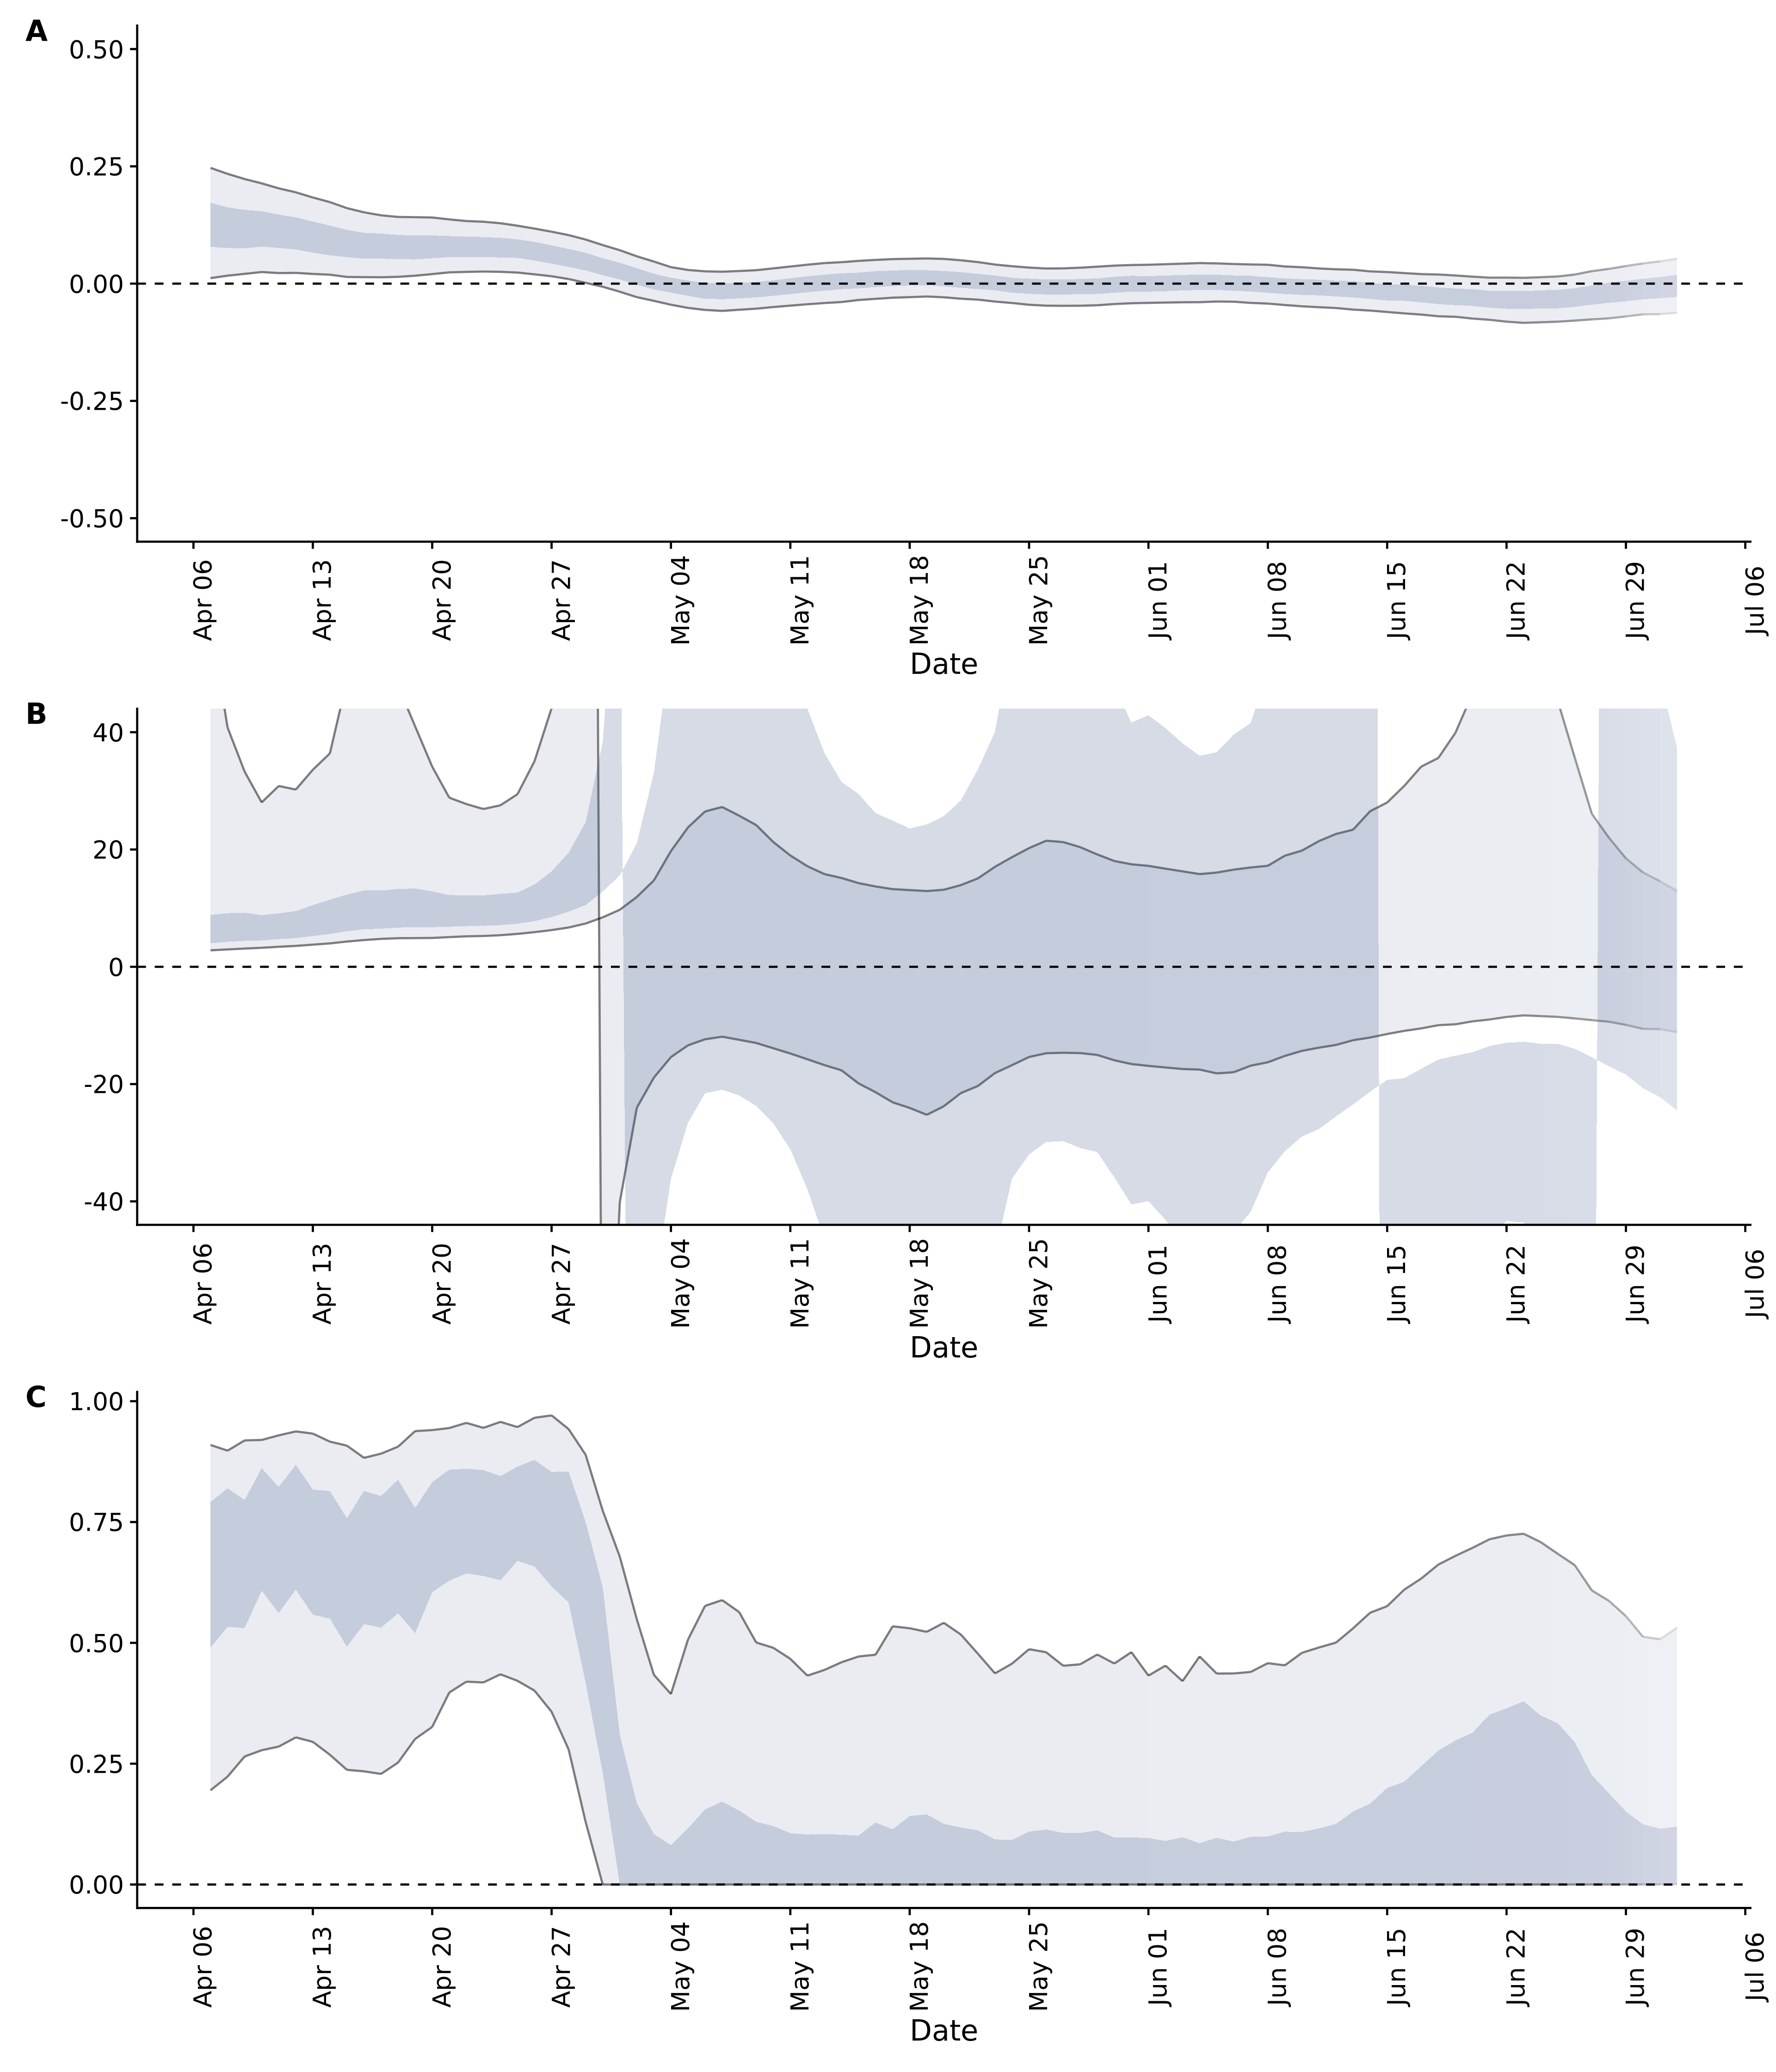 A
0.50
0.25
0.00
-0.25
-0.50
Apr 06
Apr 13
Apr 20
Apr 27
May 04
May 11
May 18
May 25
Jun 01
Jun 08
Jun 15
Jun 22
Jun 29
Jul 06
Date
B
40
20
0
-20
-40
Apr 06
Apr 13
Apr 20
Apr 27
May 04
May 11
May 18
May 25
Jun 01
Jun 08
Jun 15
Jun 22
Jun 29
Jul 06
Date
C
1.00
0.75
0.50
0.25
0.00
Apr 06
Apr 13
Apr 20
Apr 27
May 04
May 11
May 18
May 25
Jun 01
Jun 08
Jun 15
Jun 22
Jun 29
Jul 06
Date